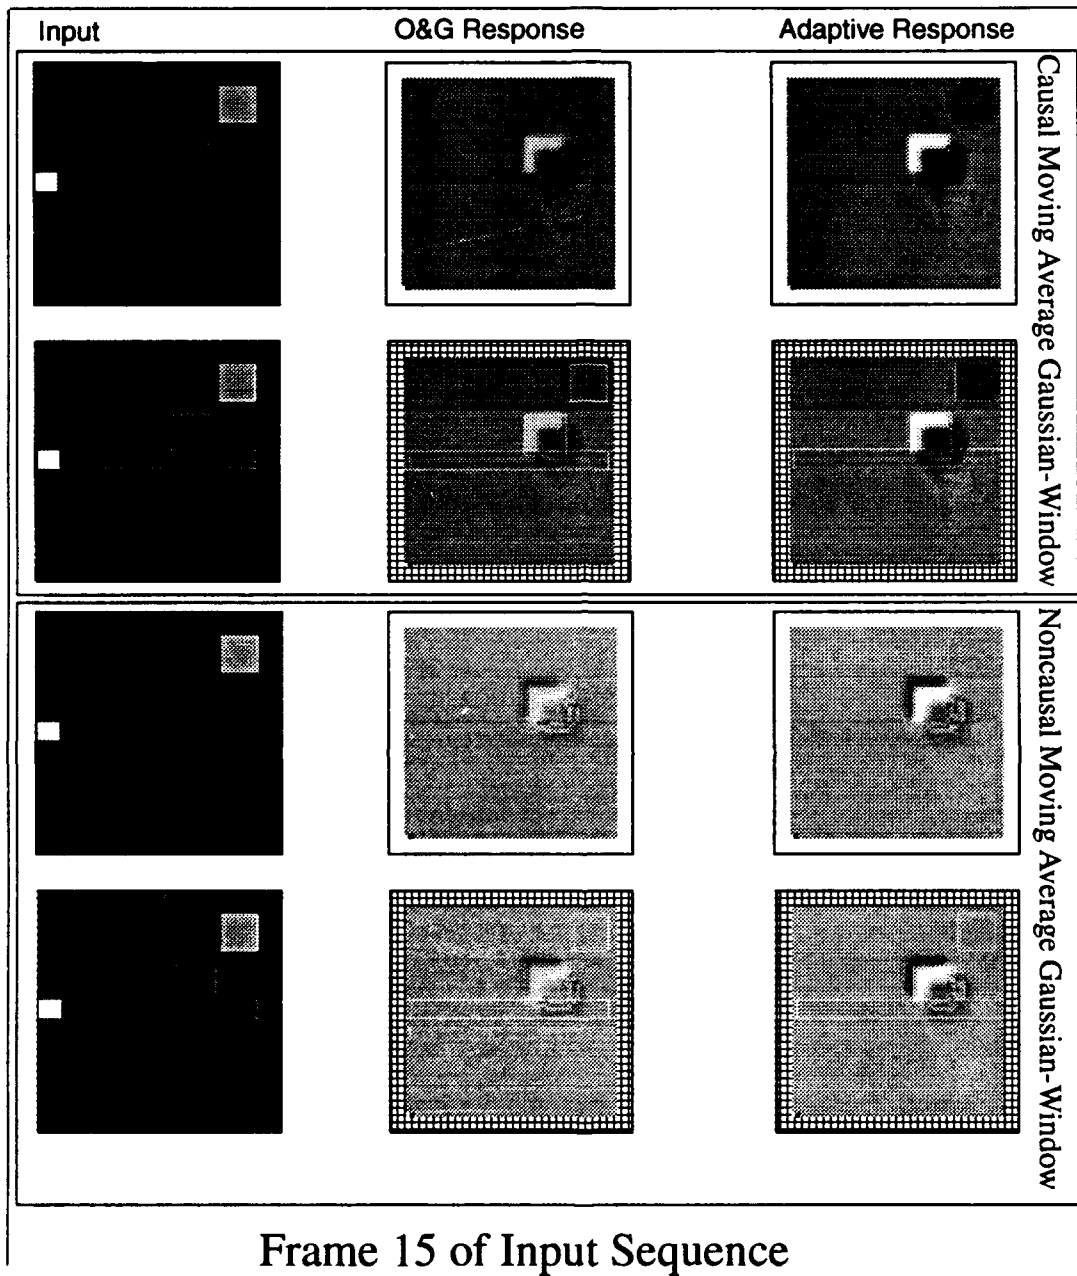 Input
O&G Response
Adaptive Response
Causal Moving Average Gaussian-Window
Noncausal Moving Average Gaussian-Window
Frame 15 of Input Sequence